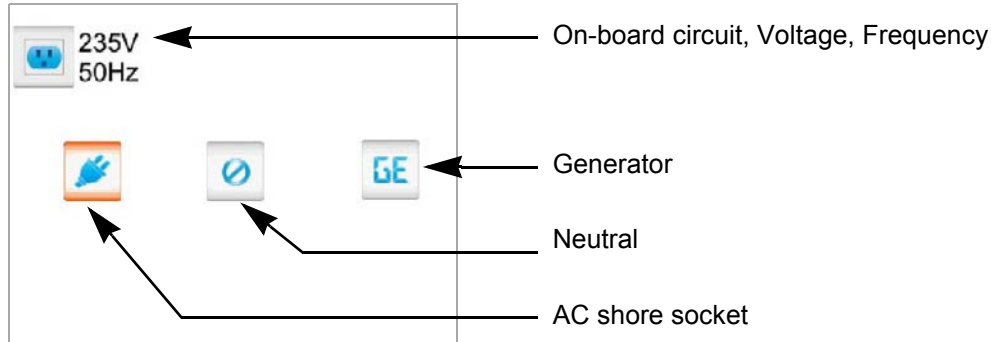 235V
50Hz
On-board circuit, Voltage, Frequency
GE
Generator
Neutral
AC shore socket